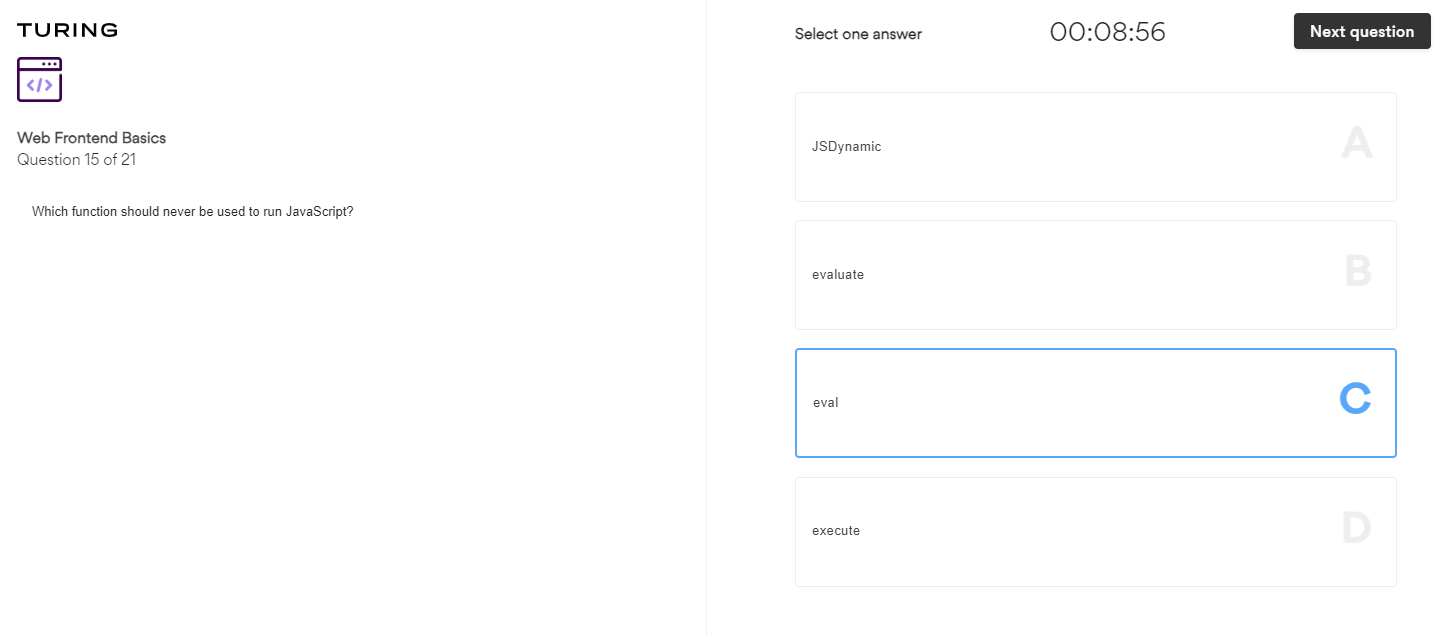 TURING
</>
Web Frontend Basics
Question 15 of 21
Which function should never be used to run JavaScript?
Select one answer
00:08:56
Next question
JSDynamic
A
evaluate
B
eval
C
execute
D